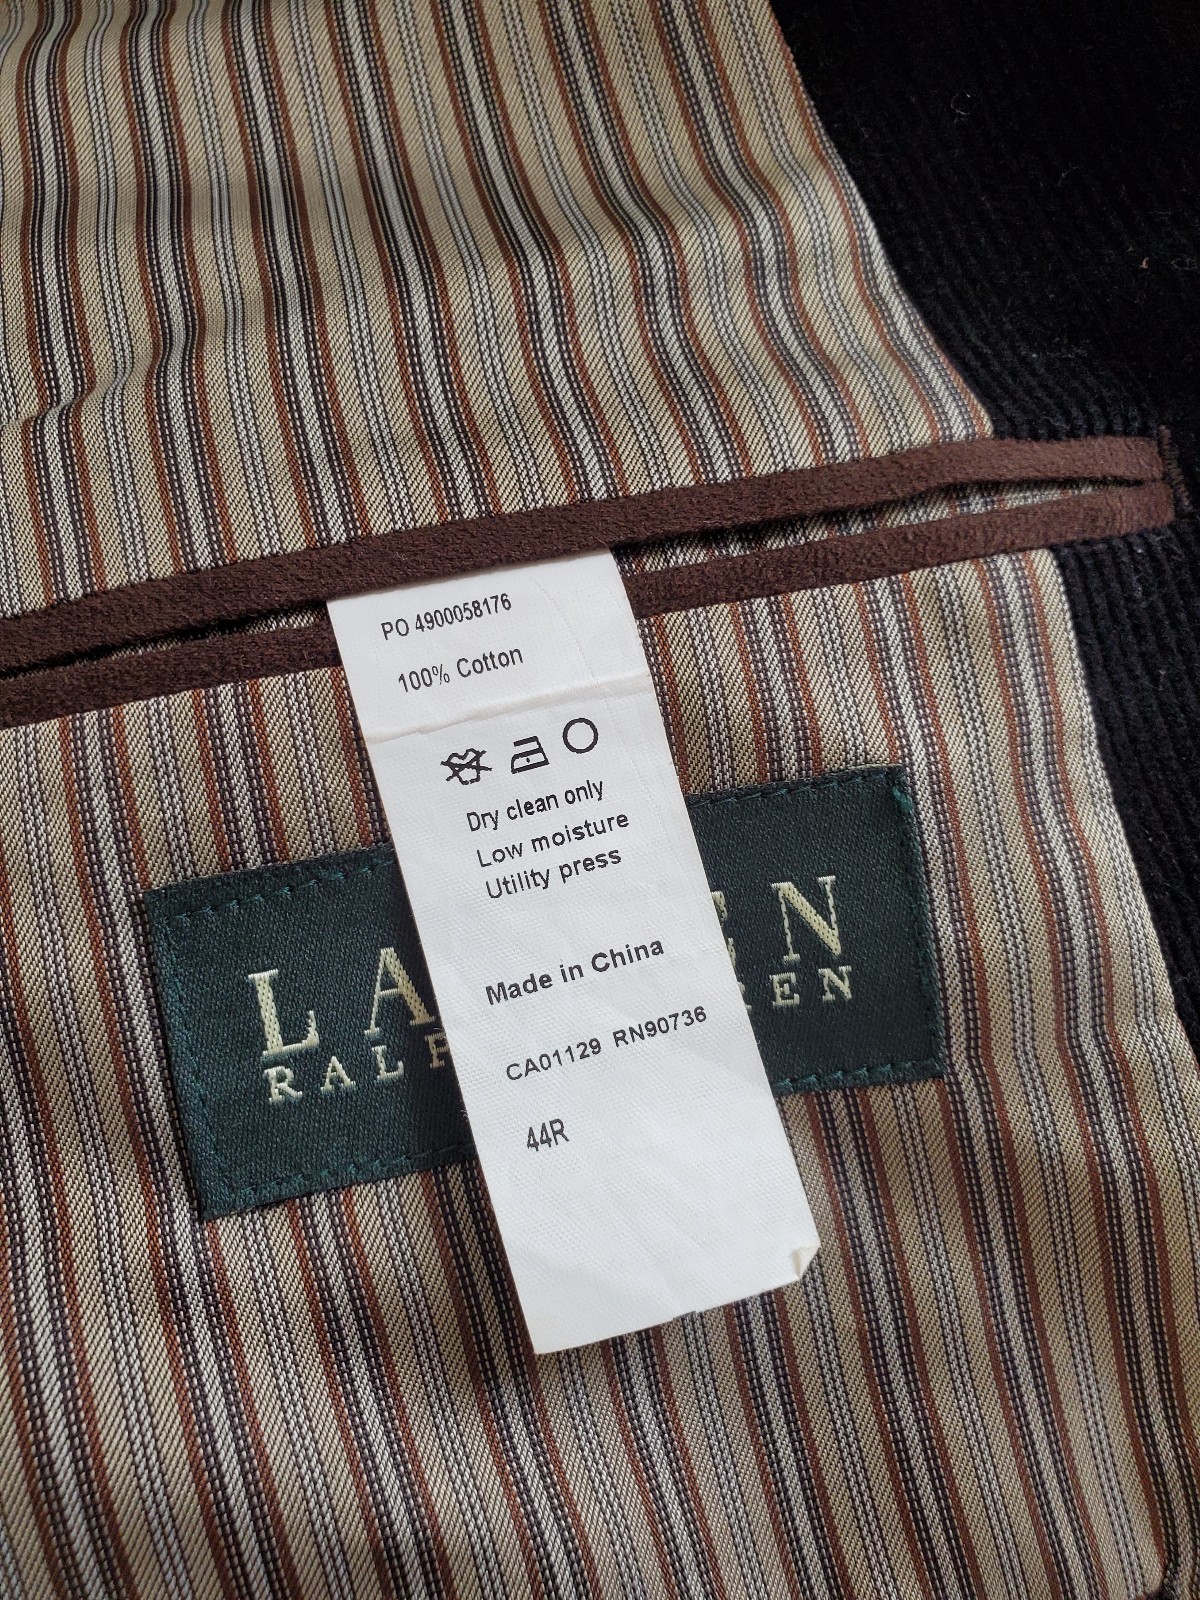 PO 4900058176
100% Cotton
Dry clean only
Low moisture
Utility press
Made in China
CA01129 RN90736
44R
LA EN
RALP REN